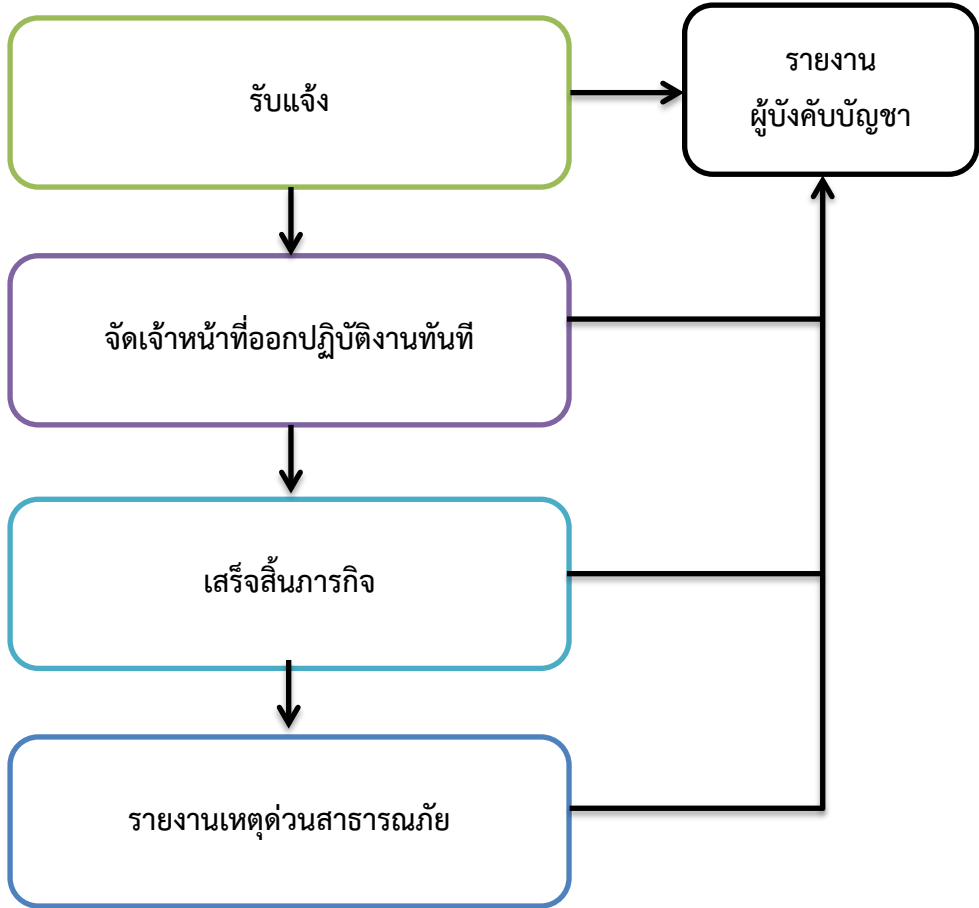 รับแจ้ง
รายงาน
ผู้บังคับบัญชา
จัดเจ้าหน้าที่ออกปฏิบัติงานทันที
เสร็จสิ้นภารกิจ
รายงานเหตุด่วนสาธารณภัย